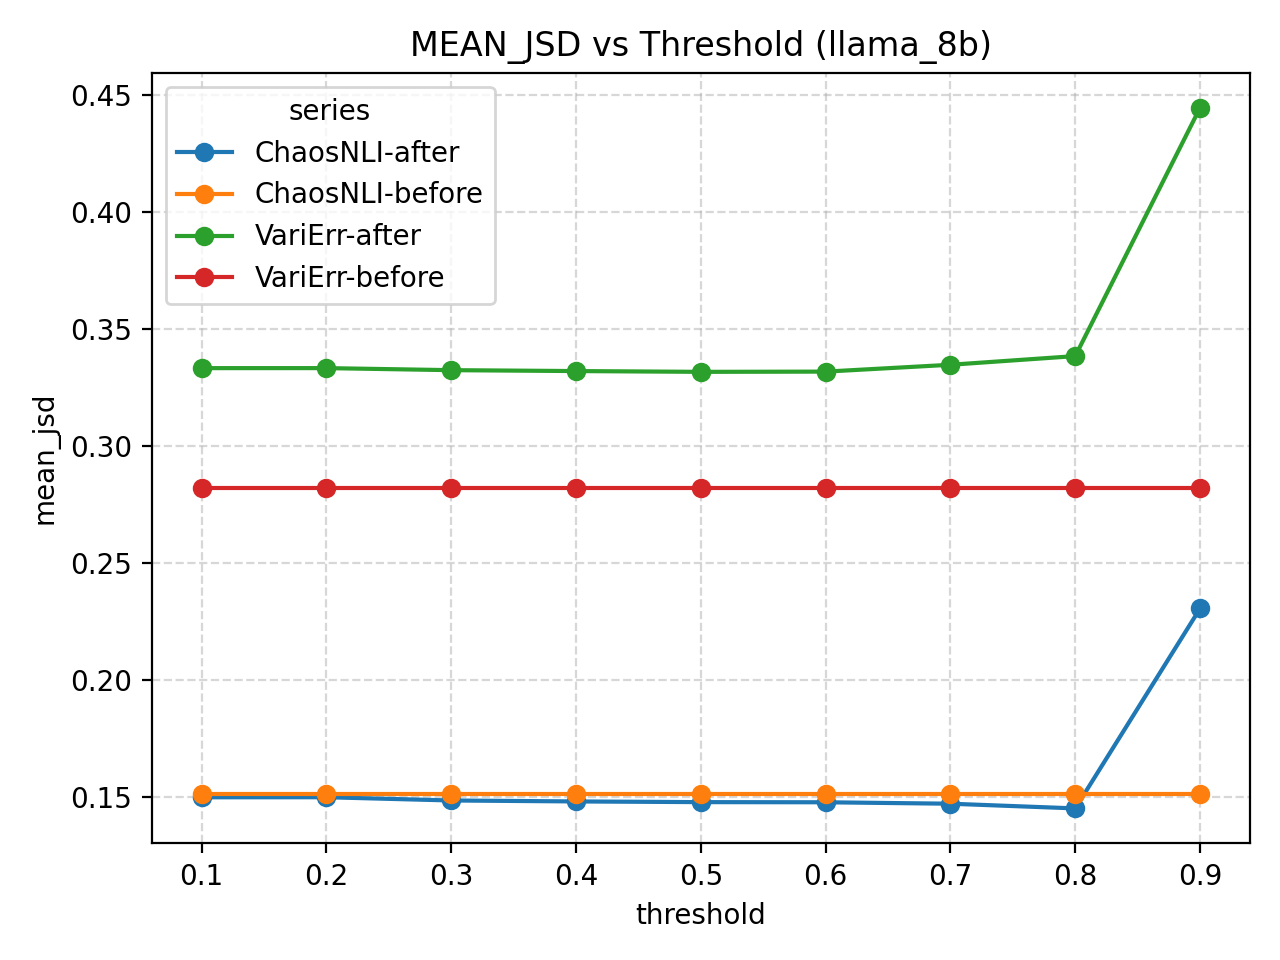 MEAN_JSD vs Threshold (llama_8b)
series
ChaosNLI-after
ChaosNLI-before
VariErr-after
VariErr-before
mean_jsd
0.45
0.40
0.35
0.30
0.25
0.20
0.15
0.1 0.2 0.3 0.4 0.5 0.6 0.7 0.8 0.9
threshold